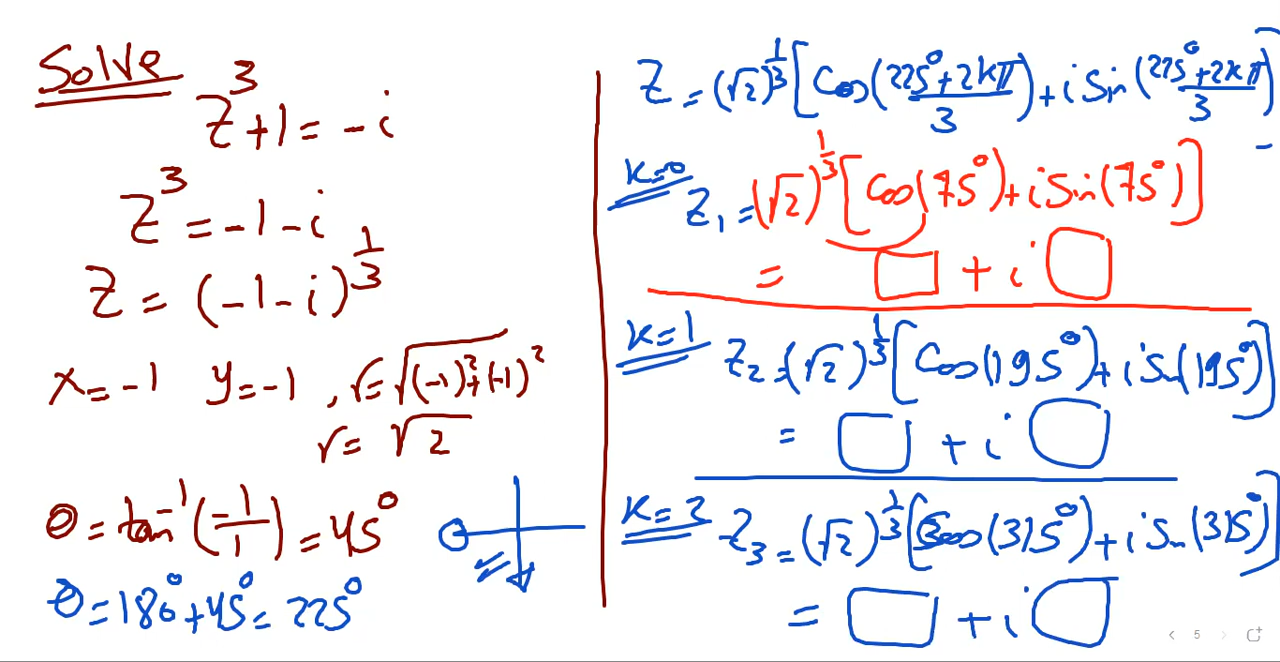 Solve
z³+1=-i
z³=-1-i
z=(-1-i)^(1/3)
x=-1 y=-1 , r=√((-1)²+(-1)²
r=√2
θ=tan⁻¹(-1/1)=45°
θ=180°+45°=225°
z=(√2)^(1/3)[cos((225°+2kπ)/3)+i sin((225°+2kπ)/3)]
k=0
z₁=(√2)^(1/3)[cos(75°)+i sin(75°)]
=□+i□
k=1
z₂=(√2)^(1/3)[cos(195°)+i sin(195°)]
=□+i□
k=2
z₃=(√2)^(1/3)[cos(315°)+i sin(315°)]
=□+i□
5